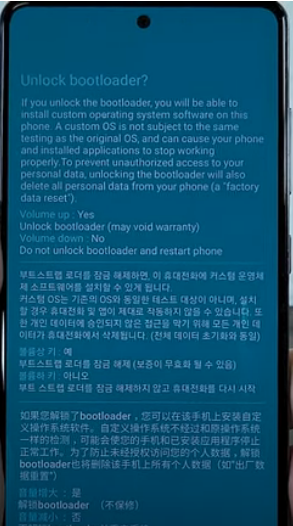 Unlock bootloader?
If you unlock the bootloader, you will be able to
install custom operating system software on this
phone. A custom OS is not subject to the same
testing as the original OS, and can cause your phone
and installed applications to stop working
properly.To prevent unauthorized access to your
personal data, unlocking the bootloader will also
delete all personal data from your phone (a "factory
data reset").
Volume up : Yes
Unlock bootloader (may void warranty)
Volume down : No
Do not unlock bootloader and restart phone
부트스트랩 로더를 잠금 해제하면, 이 휴대전화에 커스텀 운영체
제 소프트웨어를 설치할 수 있게 됩니다.
커스텀 OS는 기존의 OS와 동일한 테스트 대상이 아니며, 설치
할 경우 휴대전화 및 앱이 제대로 작동하지 않을 수 있습니다. 또
한 개인 데이터에 승인되지 않은 접근을 막기 위해 모든 개인 데
이터가 휴대전화에서 삭제됩니다. (전체 데이터 초기화와 동일)
볼륨상 키 : 예
부트스트랩 로더를 잠금 해제 (보증이 무효화 될 수 있음)
볼륨하 키 : 아니오
부트 스트랩 로더를 잠금 해제하지 않고 휴대전화를 다시 시작
如果您解锁了bootloader，您可以在该手机上安装自定
义操作系统软件。自定义操作系统不经过和原操作系统
一样的检测，可能会使您的手机和已安装应用程序停止
正常工作。为了防止未经授权访问您的个人数据，解锁
bootloader也将删除该手机上所有个人数据（如"出厂数
据重置"）
音量增大 : 是
解锁bootloader （不保修）
音量减小 : 否